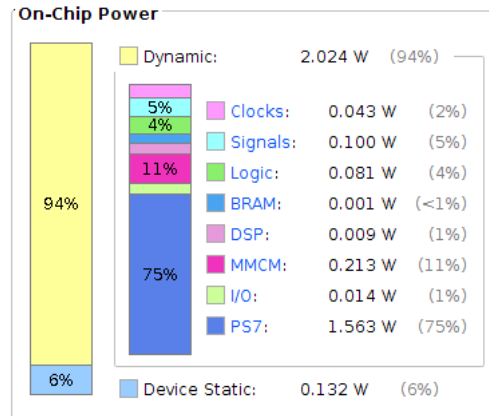 On-Chip Power
Dynamic: 2.024 W (94%)
5% Clocks: 0.043 W (2%)
4% Signals: 0.100 W (5%)
Logic: 0.081 W (4%)
11% BRAM: 0.001 W (<1%)
94% DSP: 0.009 W (1%)
MMCM: 0.213 W (11%)
75% I/O: 0.014 W (1%)
PS7: 1.563 W (75%)
6% Device Static: 0.132 W (6%)